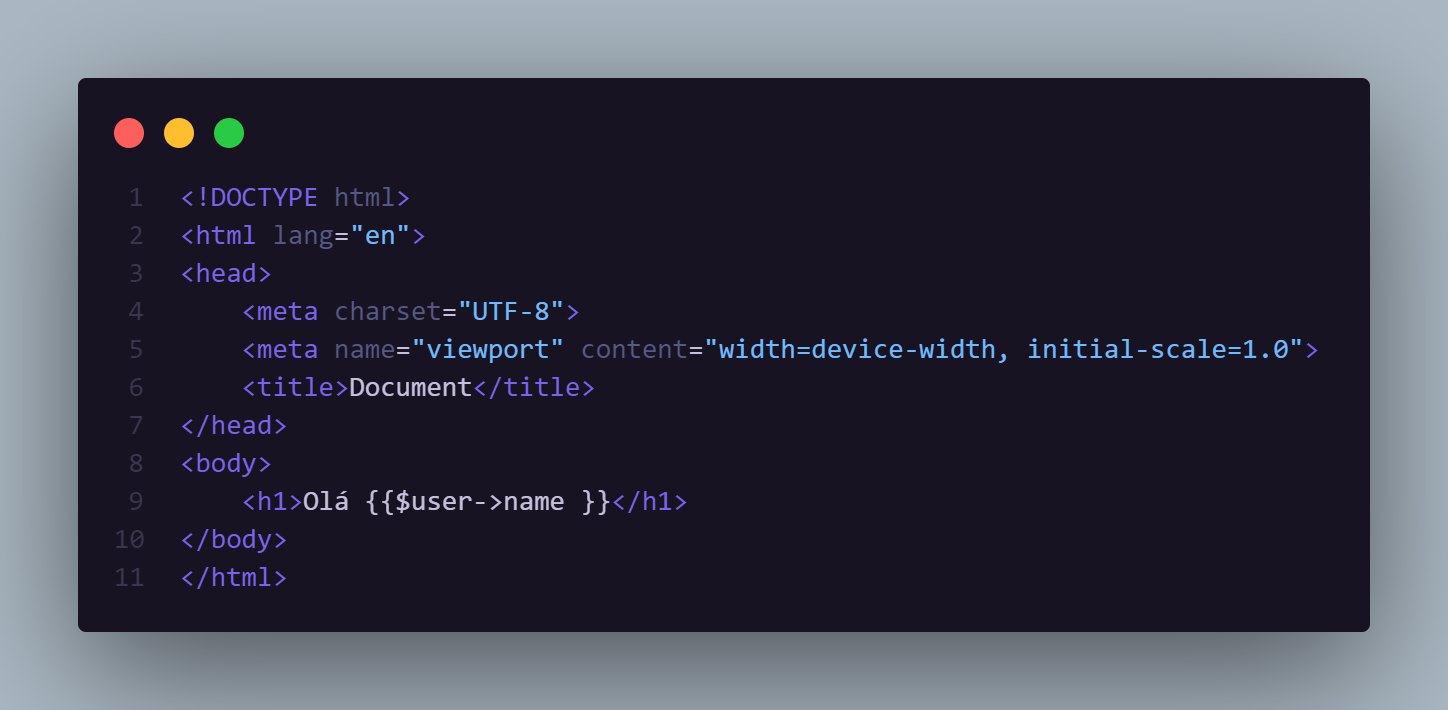 1 <!DOCTYPE html>
2 <html lang="en">
3 <head>
4     <meta charset="UTF-8">
5     <meta name="viewport" content="width=device-width, initial-scale=1.0">
6     <title>Document</title>
7 </head>
8 <body>
9     <h1>Olá {{$user->name }}</h1>
10 </body>
11 </html>